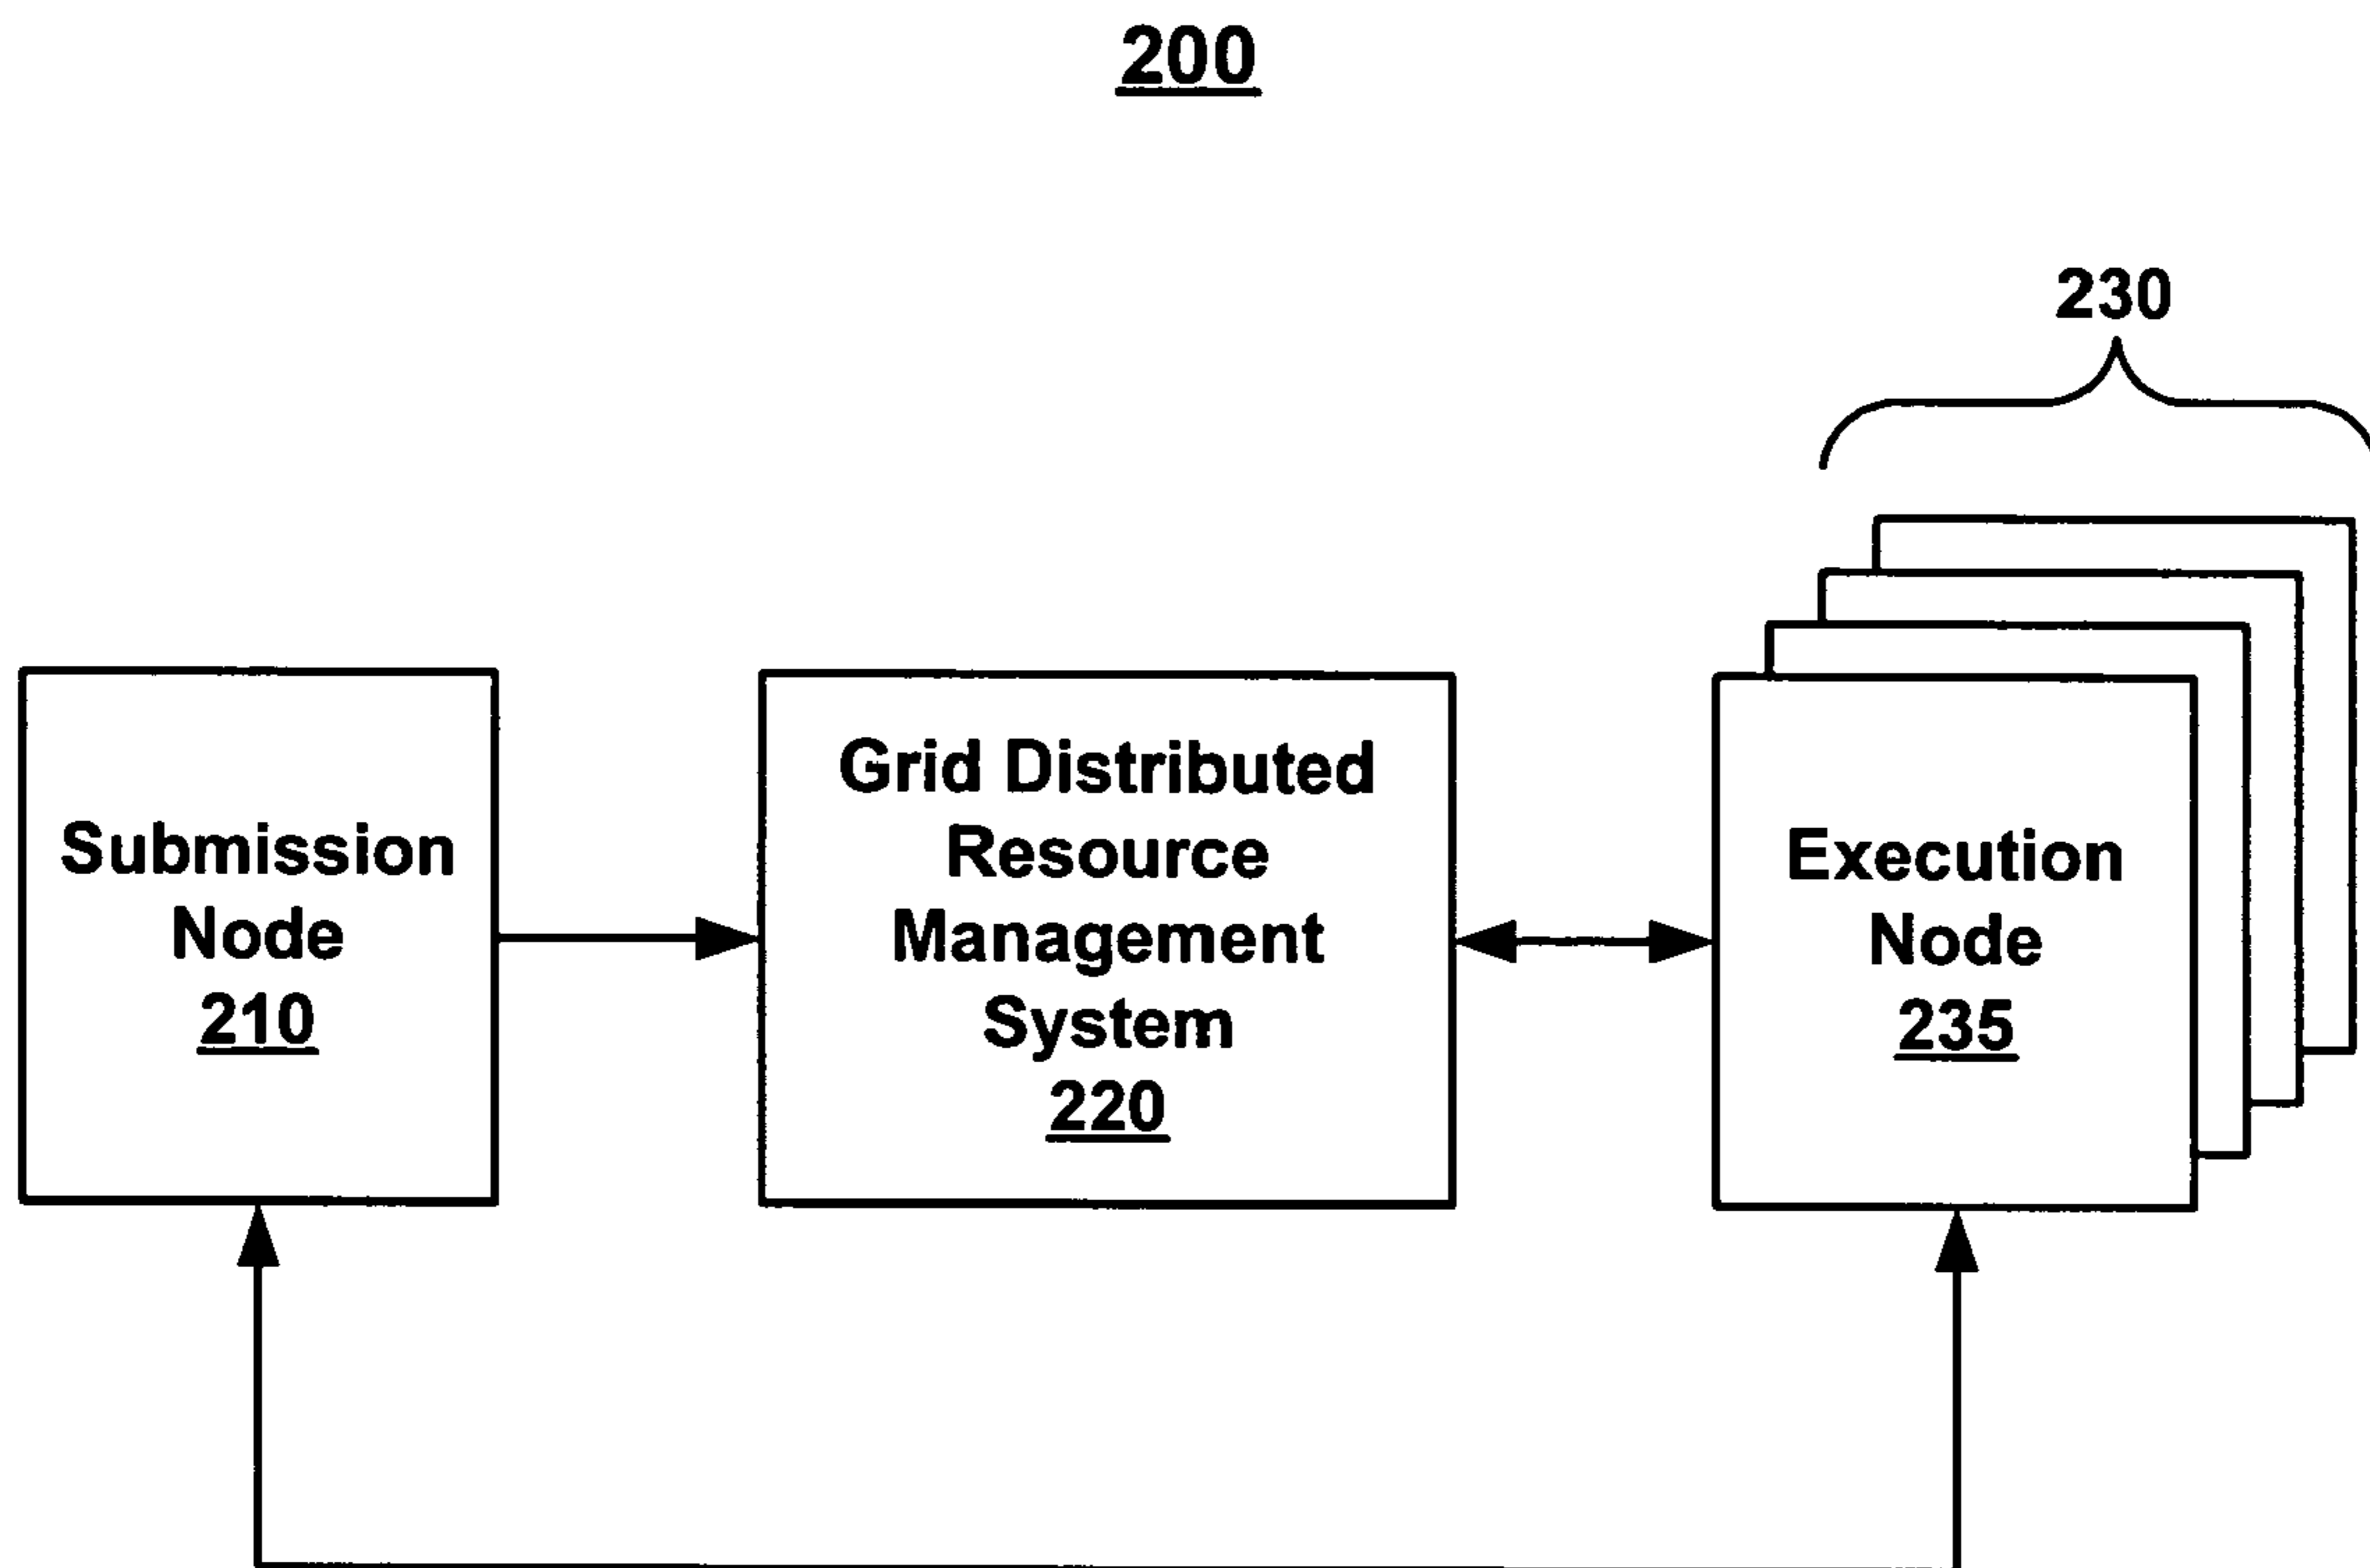 200
230
Submission
Node
210
Grid Distributed
Resource
Management
System
220
Execution
Node
235